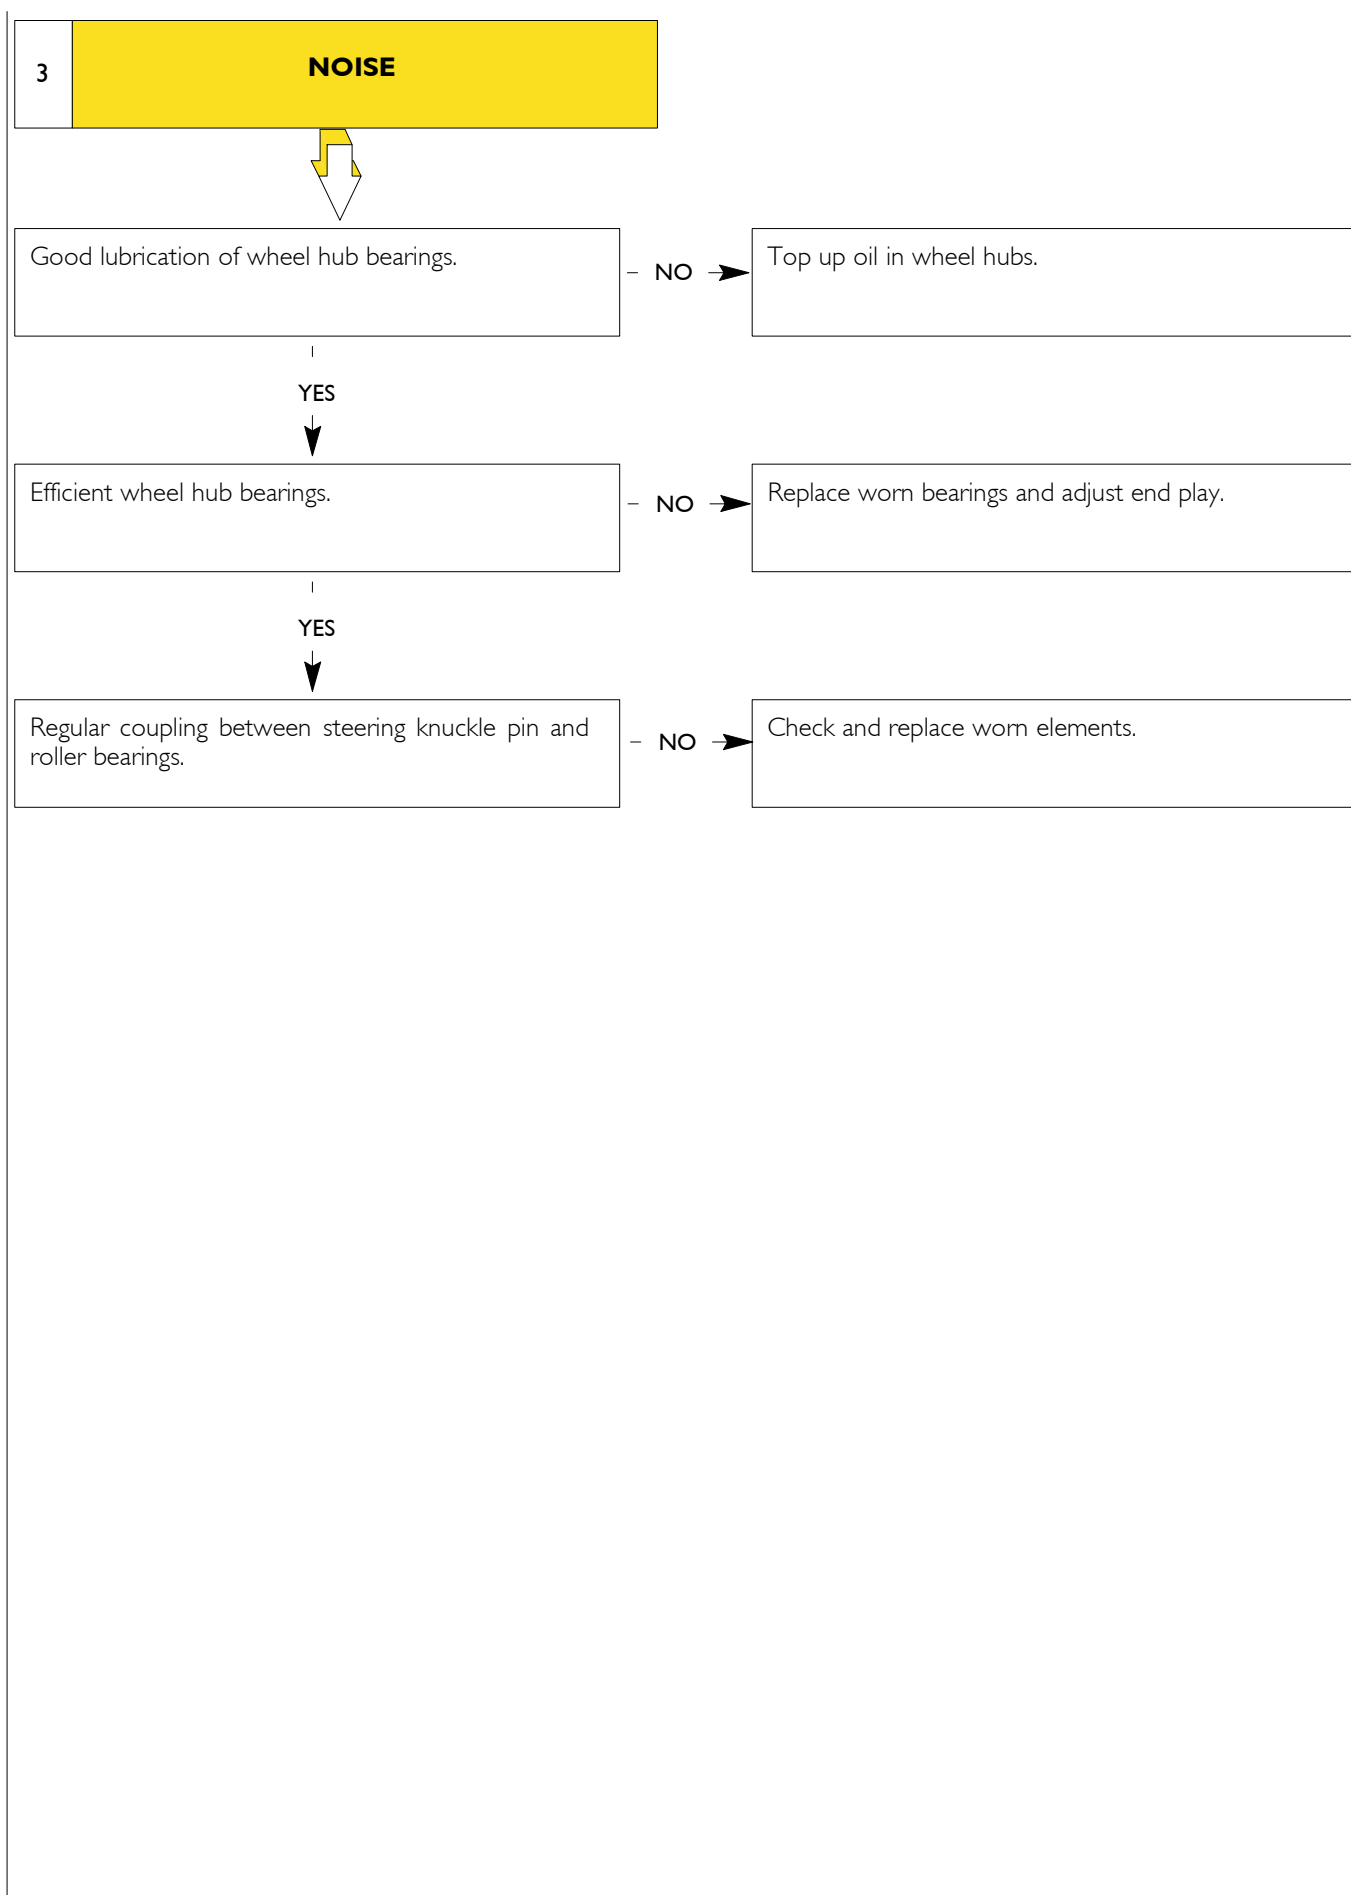 3
NOISE
Good lubrication of wheel hub bearings.
NO
Top up oil in wheel hubs.
YES
Efficient wheel hub bearings.
NO
Replace worn bearings and adjust end play.
YES
Regular coupling between steering knuckle pin and
roller bearings.
NO
Check and replace worn elements.